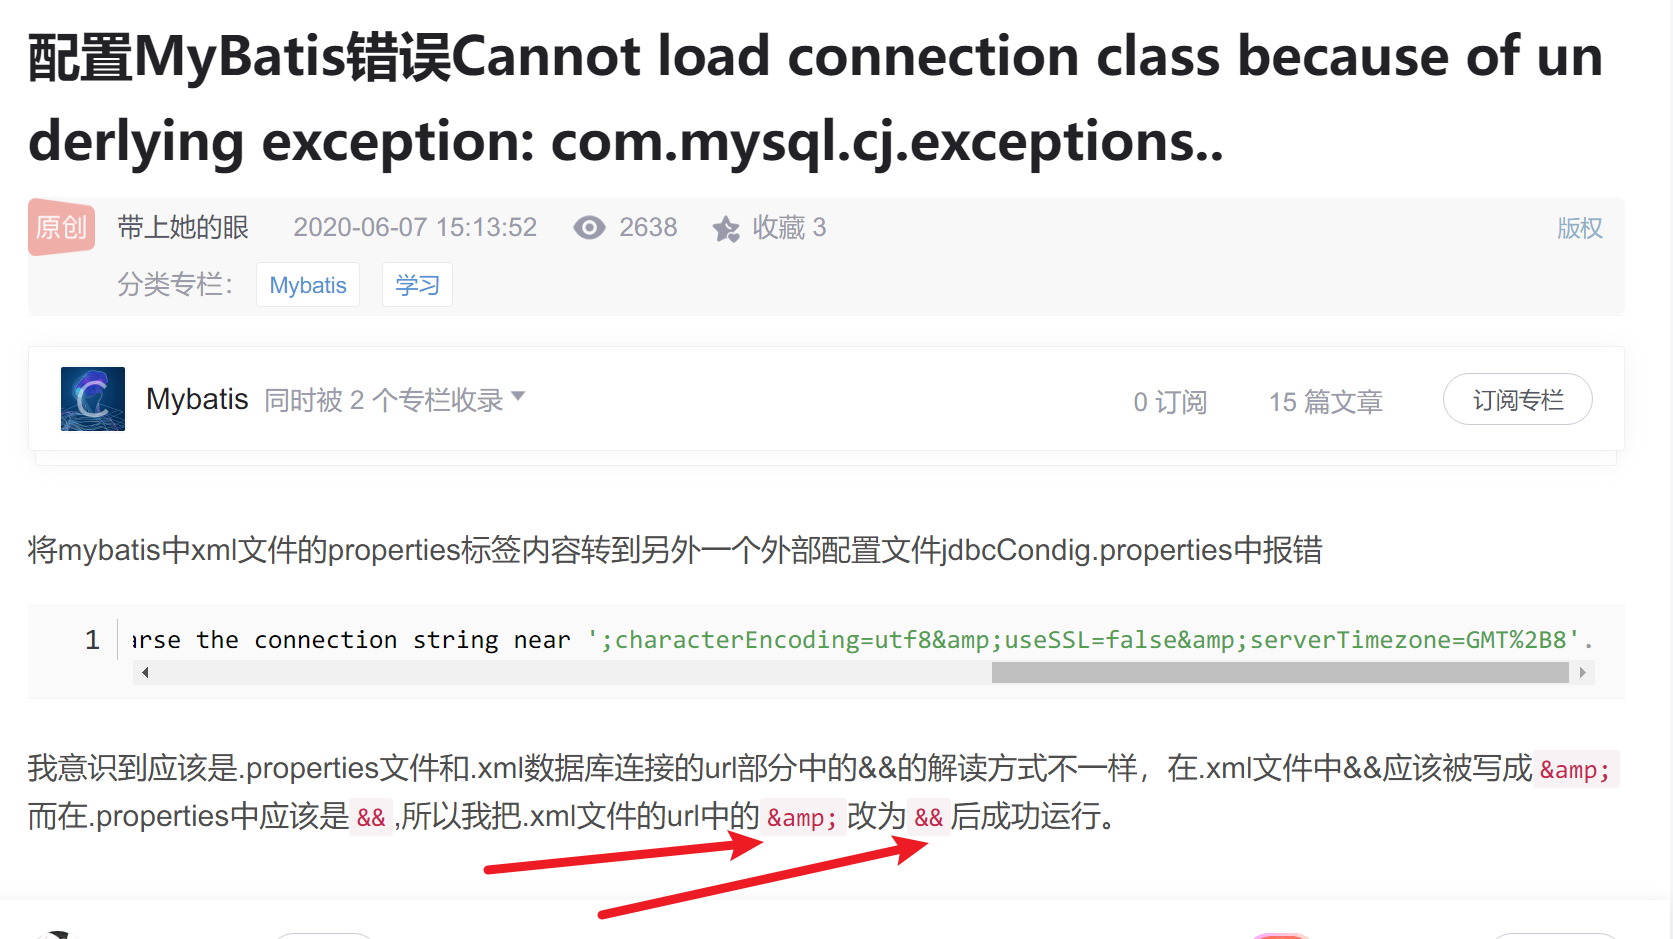 配置MyBatis错误Cannot load connection class because of un
derlying exception: com.mysql.cj.exceptions..
原创 带上她的眼 2020-06-07 15:13:52 2638 收藏 3 版权
分类专栏： Mybatis 学习
Mybatis 同时被 2 个专栏收录 0 订阅 15 篇文章 订阅专栏
将mybatis中xml文件的properties标签内容转到另外一个外部配置文件jdbcCondig.properties中报错
1 arse the connection string near ';characterEncoding=utf8&amp;useSSL=false&amp;serverTimezone=GMT%2B8'.
我意识到应该是.properties文件和.xml数据库连接的url部分中的&&的解读方式不一样，在.xml文件中&&应该被写成 &amp;
而在.properties中应该是 && ,所以我把.xml文件的url中的 &amp; 改为 && 后成功运行。